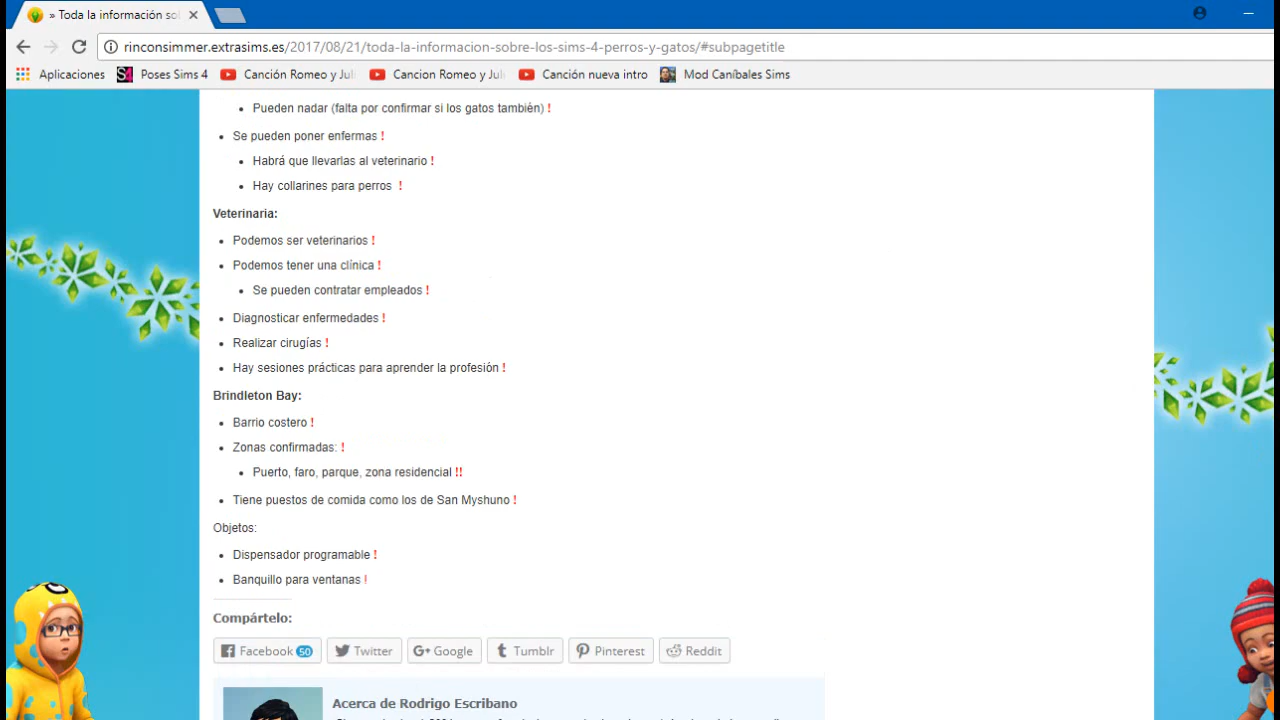 » Toda la información so
rinconsimmer.extrasims.es/2017/08/21/toda-la-informacion-sobre-los-sims-4-perros-y-gatos/#subpagetitle
Aplicaciones
Poses Sims 4
Canción Romeo y Juli
Cancion Romeo y Juli
Canción nueva intro
Mod Caníbales Sims
Pueden nadar (falta por confirmar si los gatos también) !
Se pueden poner enfermas !
Habrá que llevarlas al veterinario !
Hay collarines para perros !
Veterinaria:
Podemos ser veterinarios !
Podemos tener una clínica !
Se pueden contratar empleados !
Diagnosticar enfermedades !
Realizar cirugías !
Hay sesiones prácticas para aprender la profesión !
Brindleton Bay:
Barrio costero !
Zonas confirmadas: !
Puerto, faro, parque, zona residencial !!
Tiene puestos de comida como los de San Myshuno !
Objetos:
Dispensador programable !
Banquillo para ventanas !
Compártelo:
Facebook 50
Twitter
G+ Google
Tumblr
Pinterest
Reddit
Acerca de Rodrigo Escribano